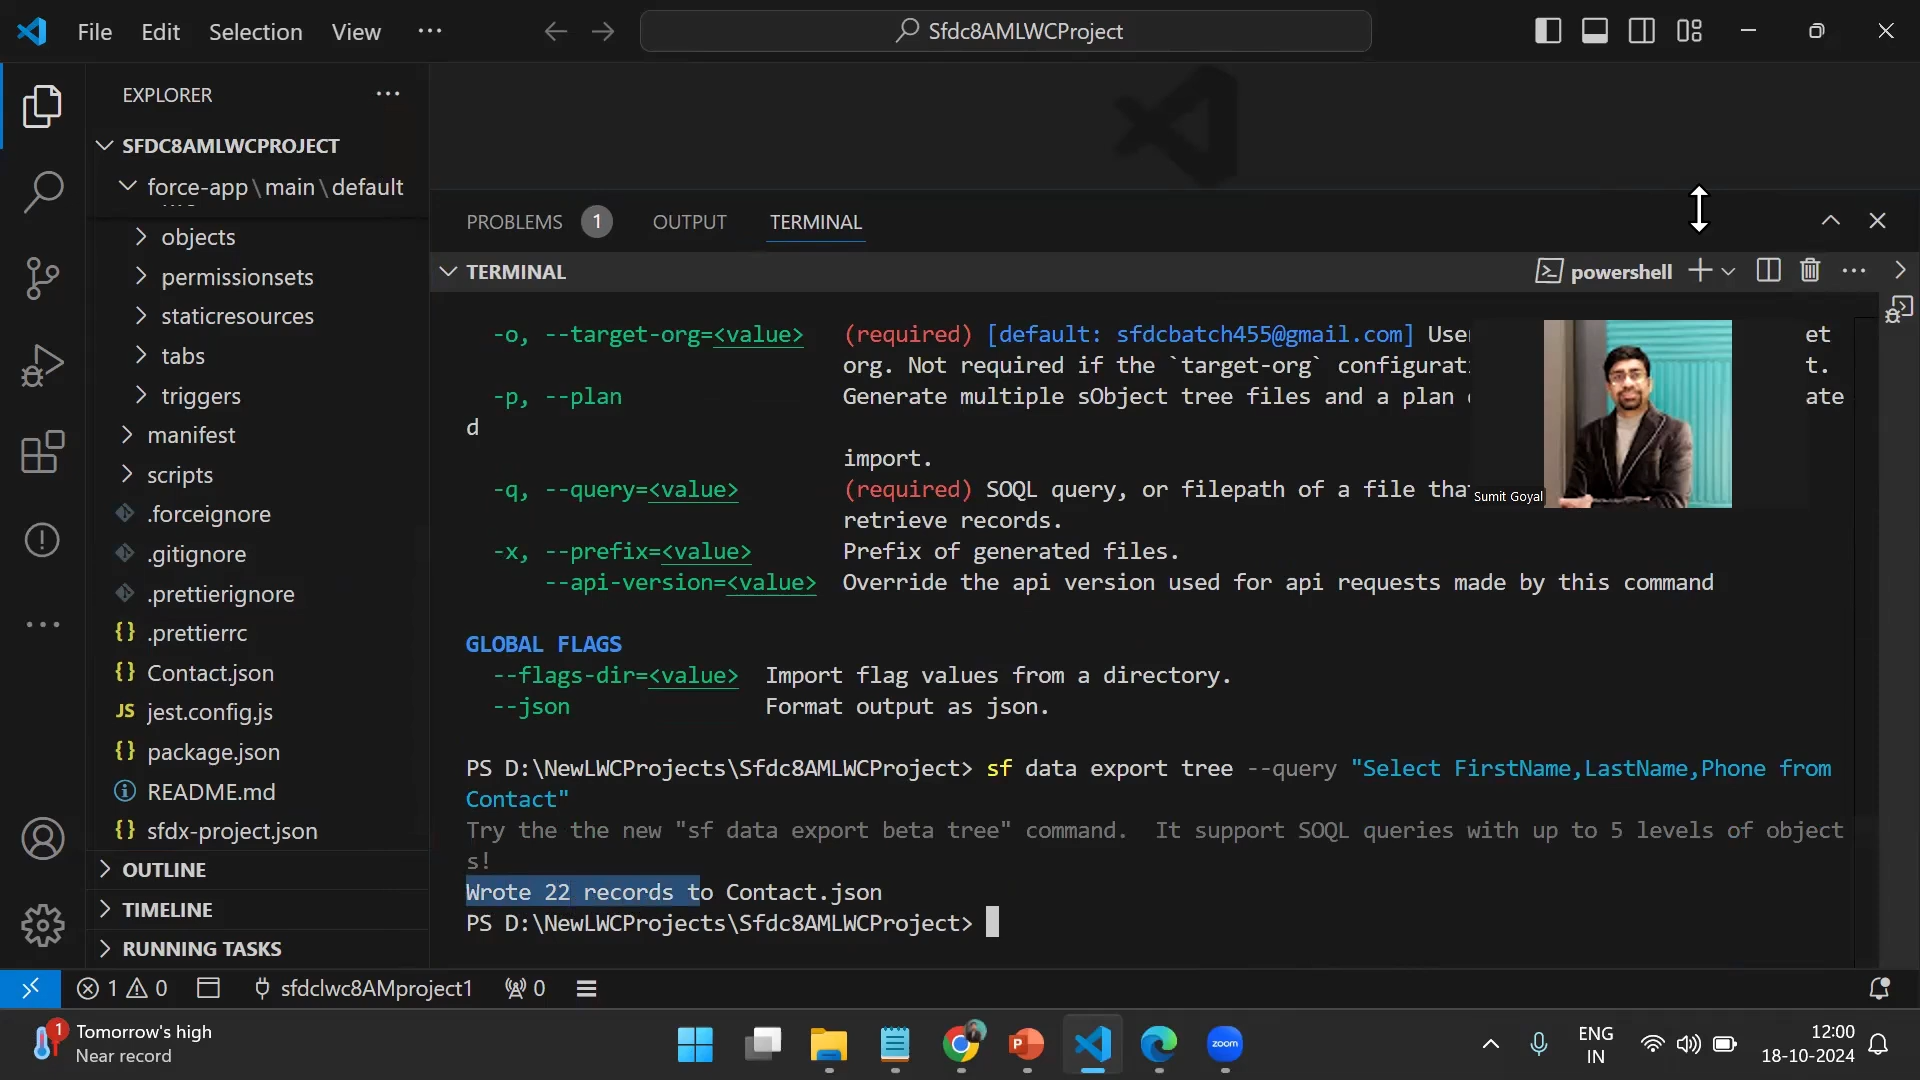 File Edit Selection View ···
Sfdc8AMLWCProject
EXPLORER
SFDC8AMLWCPROJECT
force-app\main\default
objects
permissionsets
staticresources
tabs
triggers
manifest
scripts
.forceignore
.gitignore
.prettierignore
.prettierrc
{} Contact.json
JS jest.config.js
{} package.json
README.md
{} sfdx-project.json
OUTLINE
TIMELINE
RUNNING TASKS
PROBLEMS 1 OUTPUT TERMINAL
TERMINAL
powershell
-o, --target-org=<value> (required) [default: sfdcbatch455@gmail.com] User et
org. Not required if the `target-org` t.
-p, --plan Generate multiple sObject tree files and a plan ate
d
import.
-q, --query=<value> (required) SOQL query, or filepath of a file
retrieve records.
-x, --prefix=<value> Prefix of generated files.
--api-version=<value> Override the api version used for api requests made by this command
Sumit Goyal
GLOBAL FLAGS
--flags-dir=<value> Import flag values from a directory.
--json Format output as json.
PS D:\NewLWCProjects\Sfdc8AMLWCProject> sf data export tree --query "Select FirstName,LastName,Phone from
Contact"
Try the the new "sf data export beta tree" command. It support SOQL queries with up to 5 levels of object
s!
Wrote 22 records to Contact.json
PS D:\NewLWCProjects\Sfdc8AMLWCProject>
1 0 sfdclwc8AMproject1 0
1 Tomorrow's high
Near record
P
zoom
ENG
IN
12:00
18-10-2024